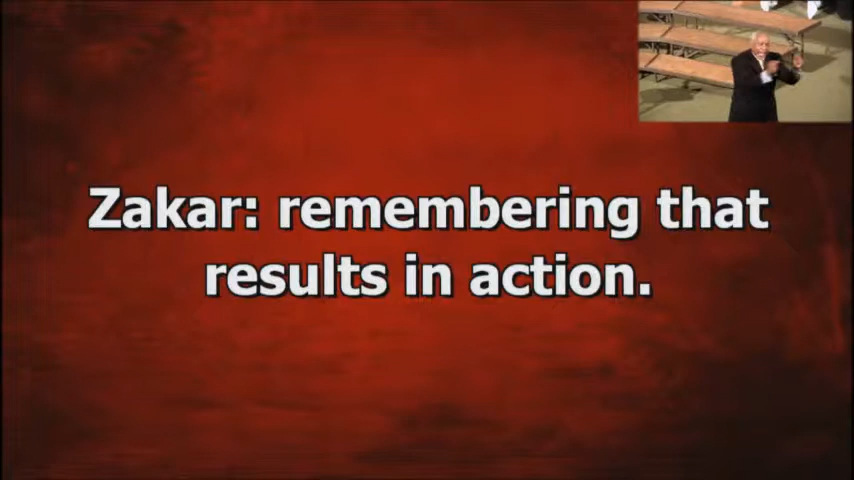 Zakar: remembering that
results in action.